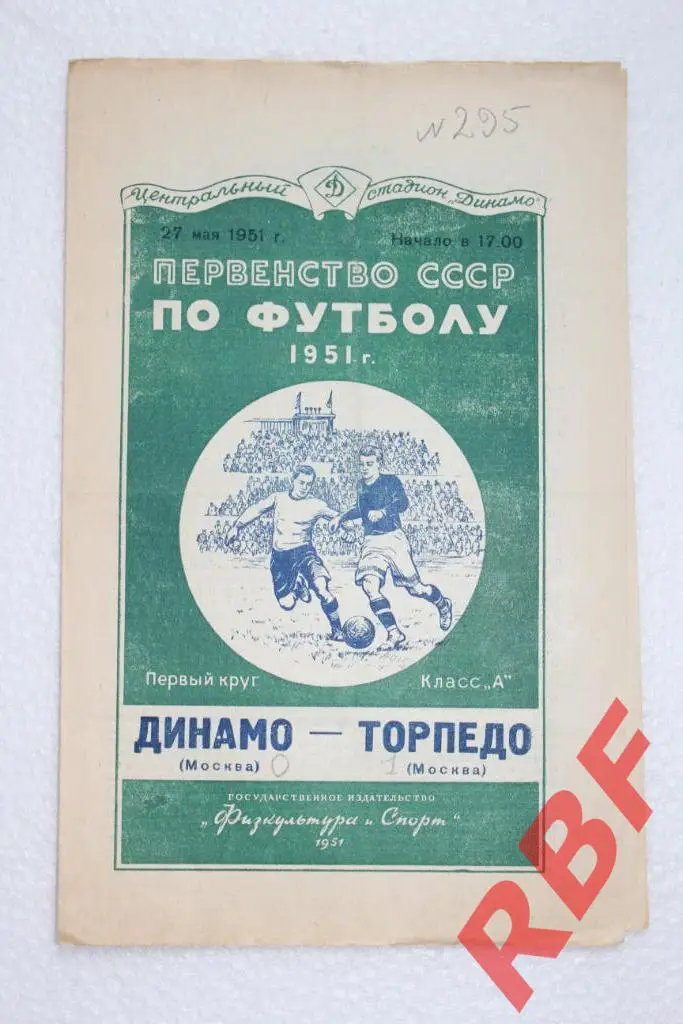 №295
Центральный Д стадион „Динамо"
27 мая 1951 г. Начало в 17.00
ПЕРВЕНСТВО СССР
ПО ФУТБОЛУ
1951 г.
Первый круг Класс „А"
ДИНАМО — ТОРПЕДО
(Москва) 0 1 (Москва)
ГОСУДАРСТВЕННОЕ ИЗДАТЕЛЬСТВО
„Физкультура и Спорт"
1951
RBF